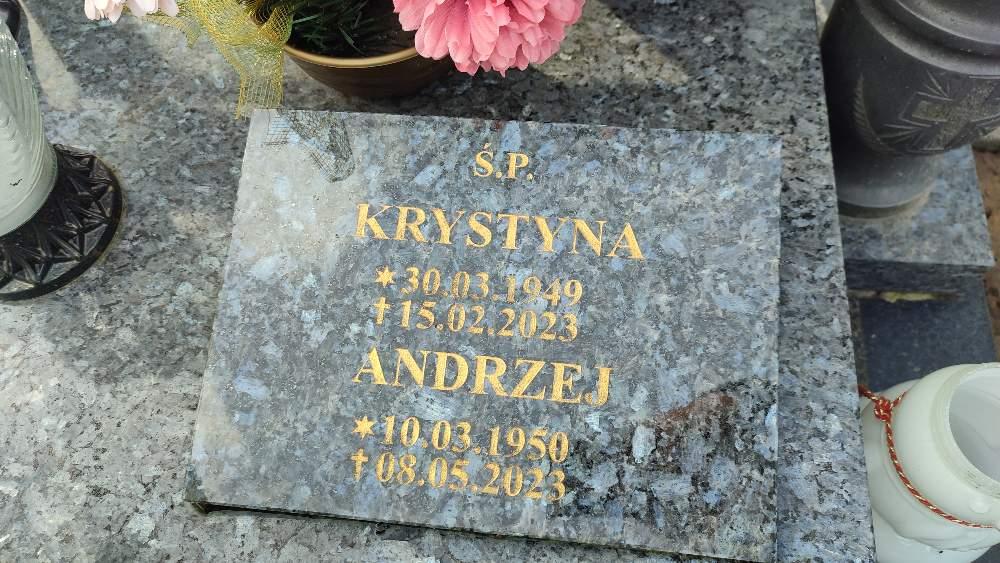 Ś.P.
KRYSTYNA
* 30.03.1949
† 15.02.2023
ANDRZEJ
* 10.03.1950
† 08.05.2023